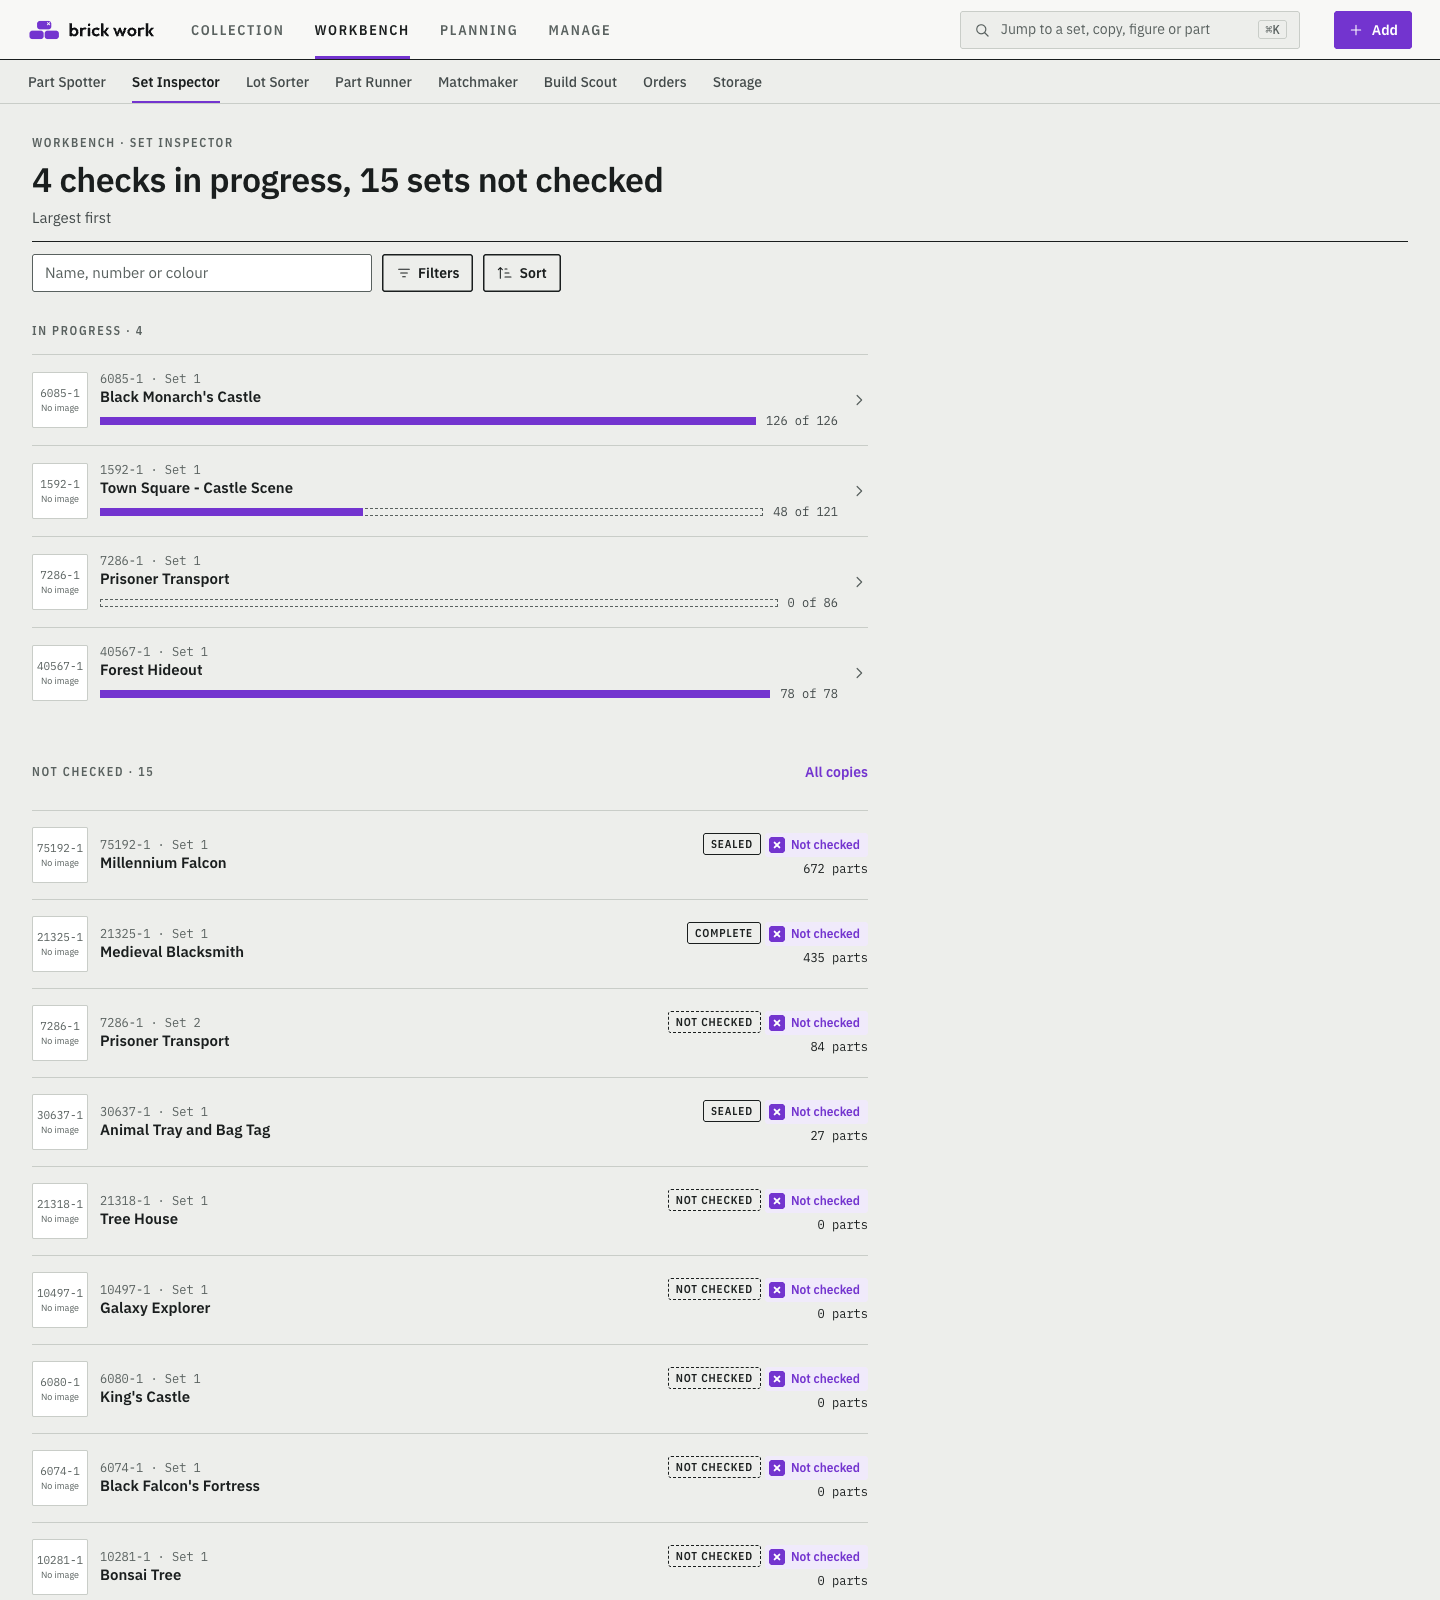 brick work
COLLECTION
WORKBENCH
PLANNING
MANAGE
Jump to a set, copy, figure or part
⌘K
Add
Part Spotter
Set Inspector
Lot Sorter
Part Runner
Matchmaker
Build Scout
Orders
Storage
WORKBENCH · SET INSPECTOR
4 checks in progress, 15 sets not checked
Largest first
Name, number or colour
Filters
Sort
IN PROGRESS · 4
6085-1
No image
6085-1 · Set 1
Black Monarch's Castle
126 of 126
1592-1
No image
1592-1 · Set 1
Town Square - Castle Scene
48 of 121
7286-1
No image
7286-1 · Set 1
Prisoner Transport
0 of 86
40567-1
No image
40567-1 · Set 1
Forest Hideout
78 of 78
NOT CHECKED · 15
All copies
75192-1
No image
75192-1 · Set 1
Millennium Falcon
SEALED
Not checked
672 parts
21325-1
No image
21325-1 · Set 1
Medieval Blacksmith
COMPLETE
Not checked
435 parts
7286-1
No image
7286-1 · Set 2
Prisoner Transport
NOT CHECKED
Not checked
84 parts
30637-1
No image
30637-1 · Set 1
Animal Tray and Bag Tag
SEALED
Not checked
27 parts
21318-1
No image
21318-1 · Set 1
Tree House
NOT CHECKED
Not checked
0 parts
10497-1
No image
10497-1 · Set 1
Galaxy Explorer
NOT CHECKED
Not checked
0 parts
6080-1
No image
6080-1 · Set 1
King's Castle
NOT CHECKED
Not checked
0 parts
6074-1
No image
6074-1 · Set 1
Black Falcon's Fortress
NOT CHECKED
Not checked
0 parts
10281-1
No image
10281-1 · Set 1
Bonsai Tree
NOT CHECKED
Not checked
0 parts